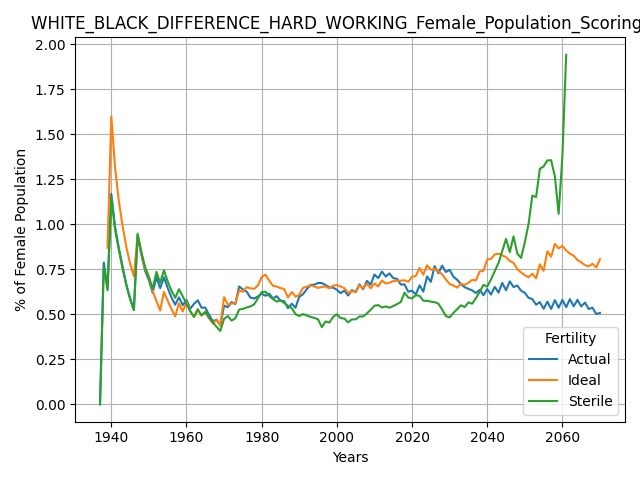 WHITE_BLACK_DIFFERENCE_HARD_WORKING_Female_Population_Scoring
% of Female Population
2.00
1.75
1.50
1.25
1.00
0.75
0.50
0.25
0.00
Fertility
Actual
Ideal
Sterile
1940 1960 1980 2000 2020 2040 2060
Years